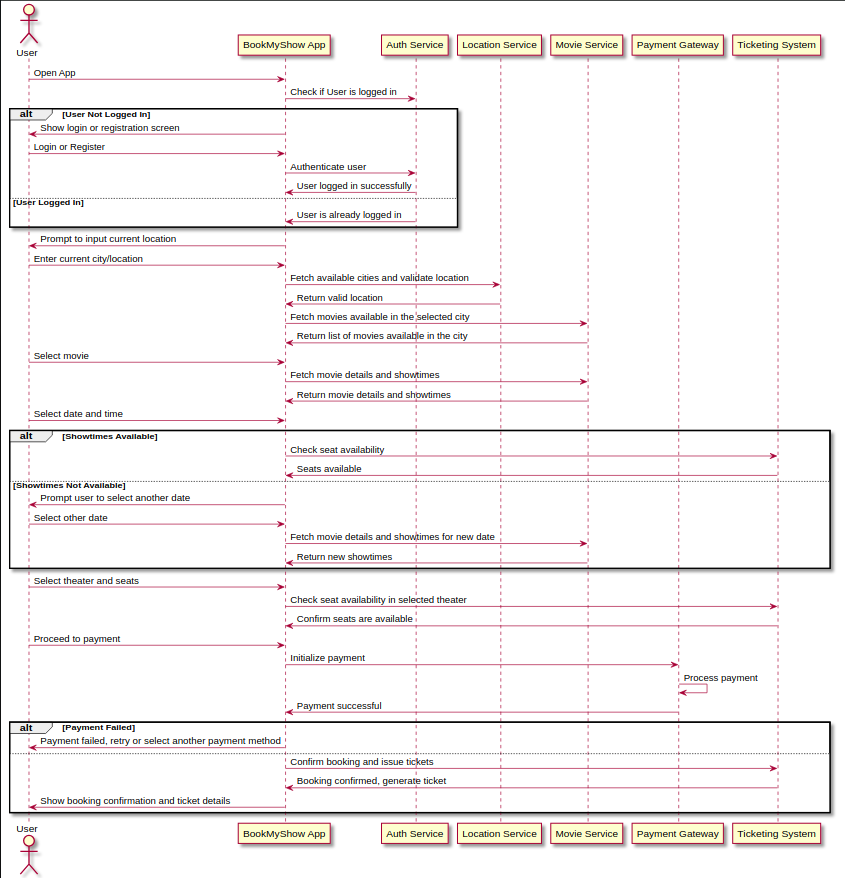 User
BookMyShow App
Auth Service
Location Service
Movie Service
Payment Gateway
Ticketing System
Open App
Check if User is logged in
alt
[User Not Logged In]
Show login or registration screen
Login or Register
Authenticate user
User logged in successfully
[User Logged In]
User is already logged in
Prompt to input current location
Enter current city/location
Fetch available cities and validate location
Return valid location
Fetch movies available in the selected city
Return list of movies available in the city
Select movie
Fetch movie details and showtimes
Return movie details and showtimes
Select date and time
alt
[Showtimes Available]
Check seat availability
Seats available
[Showtimes Not Available]
Prompt user to select another date
Select other date
Fetch movie details and showtimes for new date
Return new showtimes
Select theater and seats
Check seat availability in selected theater
Confirm seats are available
Proceed to payment
Initialize payment
Process payment
Payment successful
alt
[Payment Failed]
Payment failed, retry or select another payment method
Confirm booking and issue tickets
Booking confirmed, generate ticket
Show booking confirmation and ticket details
User
BookMyShow App
Auth Service
Location Service
Movie Service
Payment Gateway
Ticketing System